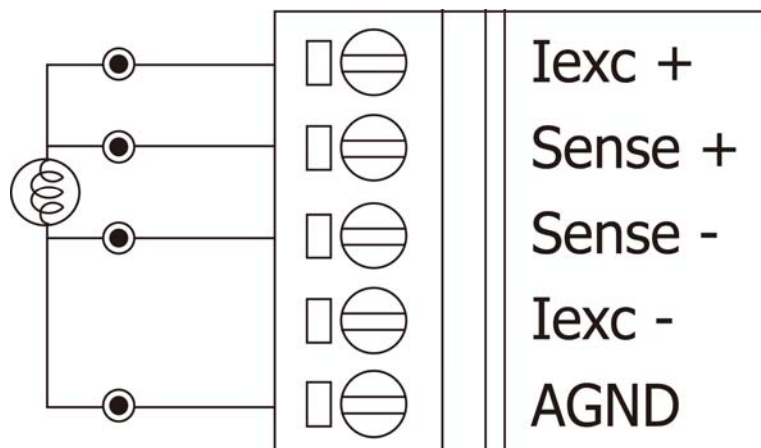 Iexc +
Sense +
Sense -
Iexc -
AGND